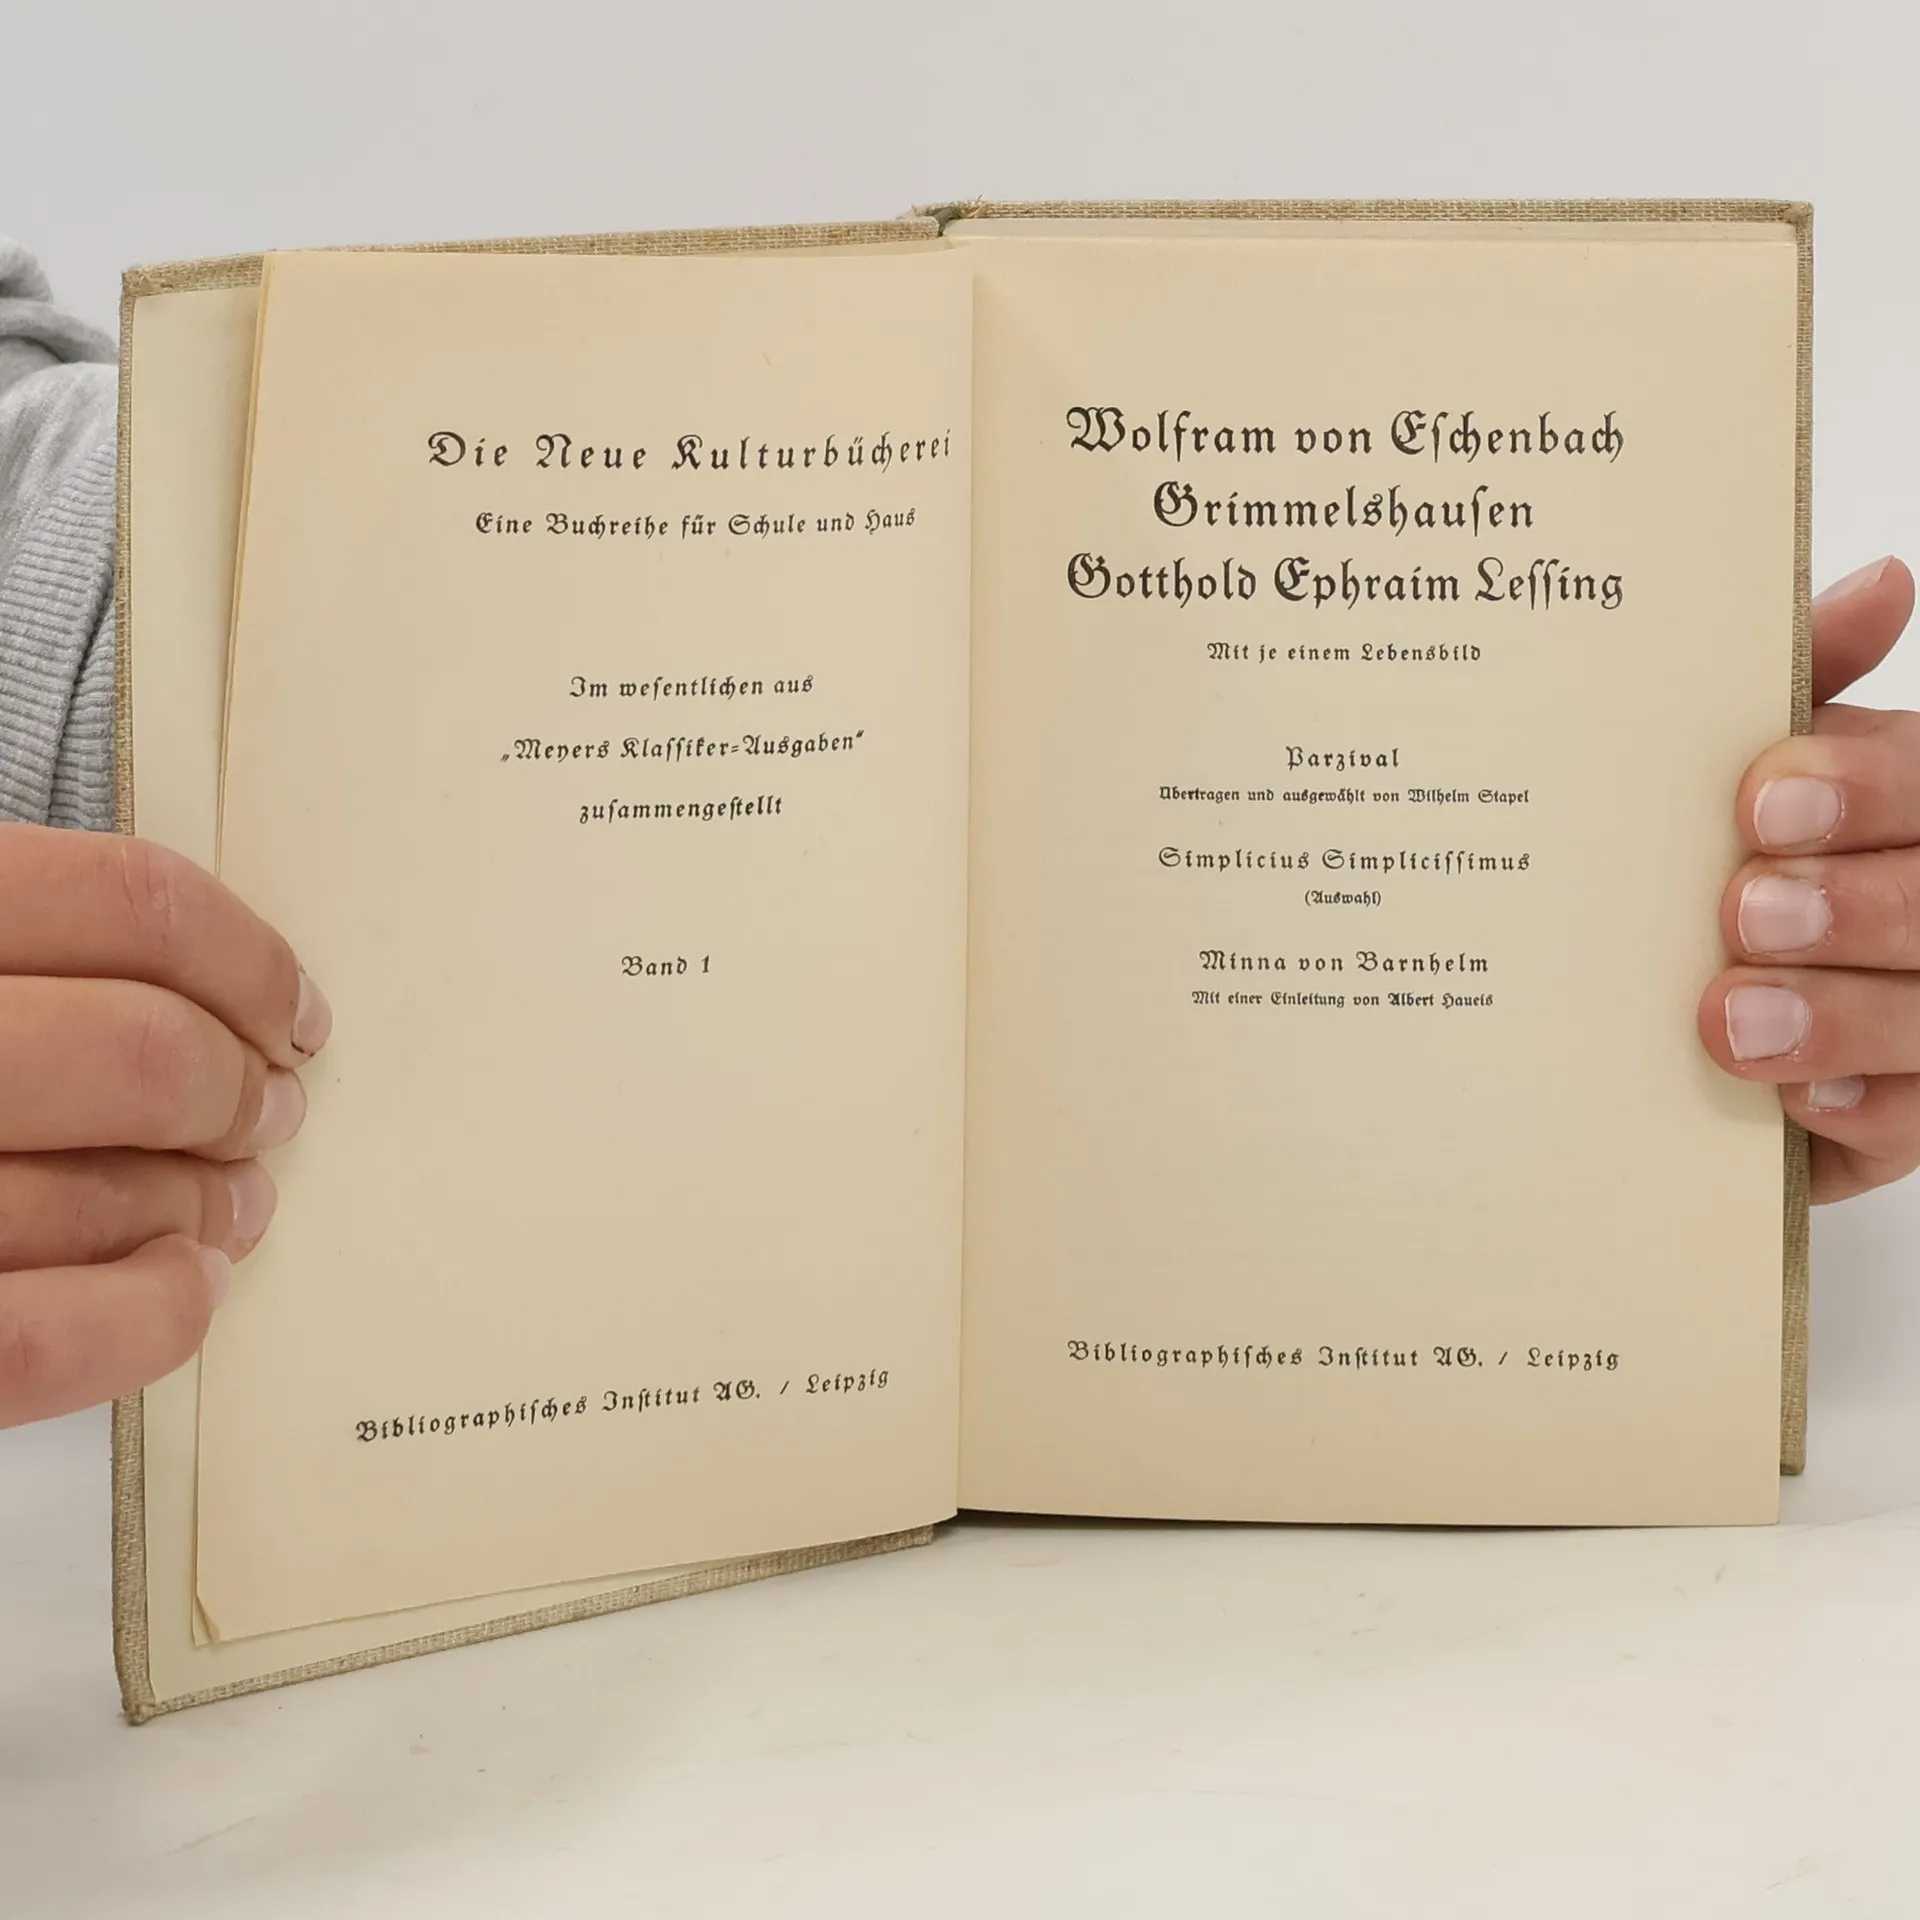 Die Neue Kulturbücherei
Eine Buchreihe für Schule und Haus
Im weſentlichen aus
„Meyers Klaſſiker=Ausgaben“
zuſammengeſtellt
Band 1
Bibliographiſches Inſtitut AG. / Leipzig
Wolfram von Eſchenbach
Grimmelshauſen
Gotthold Ephraim Leſſing
Mit je einem Lebensbild
Parzival
Übertragen und ausgewählt von Wilhelm Stapel
Simplicius Simpliciſſimus
(Auswahl)
Minna von Barnhelm
Mit einer Einleitung von Albert Haueis
Bibliographiſches Inſtitut AG. / Leipzig